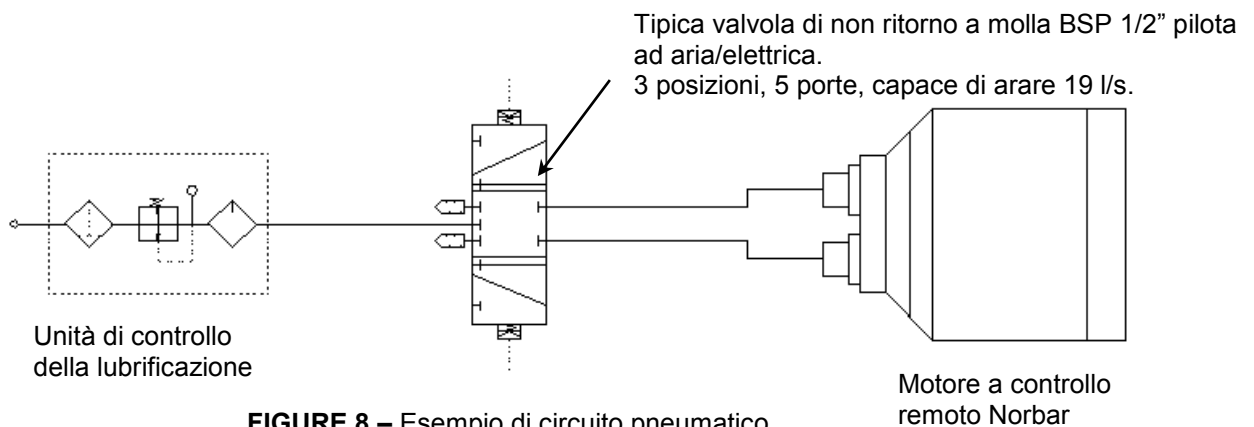 Tipica valvola di non ritorno a molla BSP 1/2” pilota
ad aria/elettrica.
3 posizioni, 5 porte, capace di arare 19 l/s.
Unità di controllo
della lubrificazione
Motore a controllo
remoto Norbar
FIGURE 8 – Esempio di circuito pneumatico